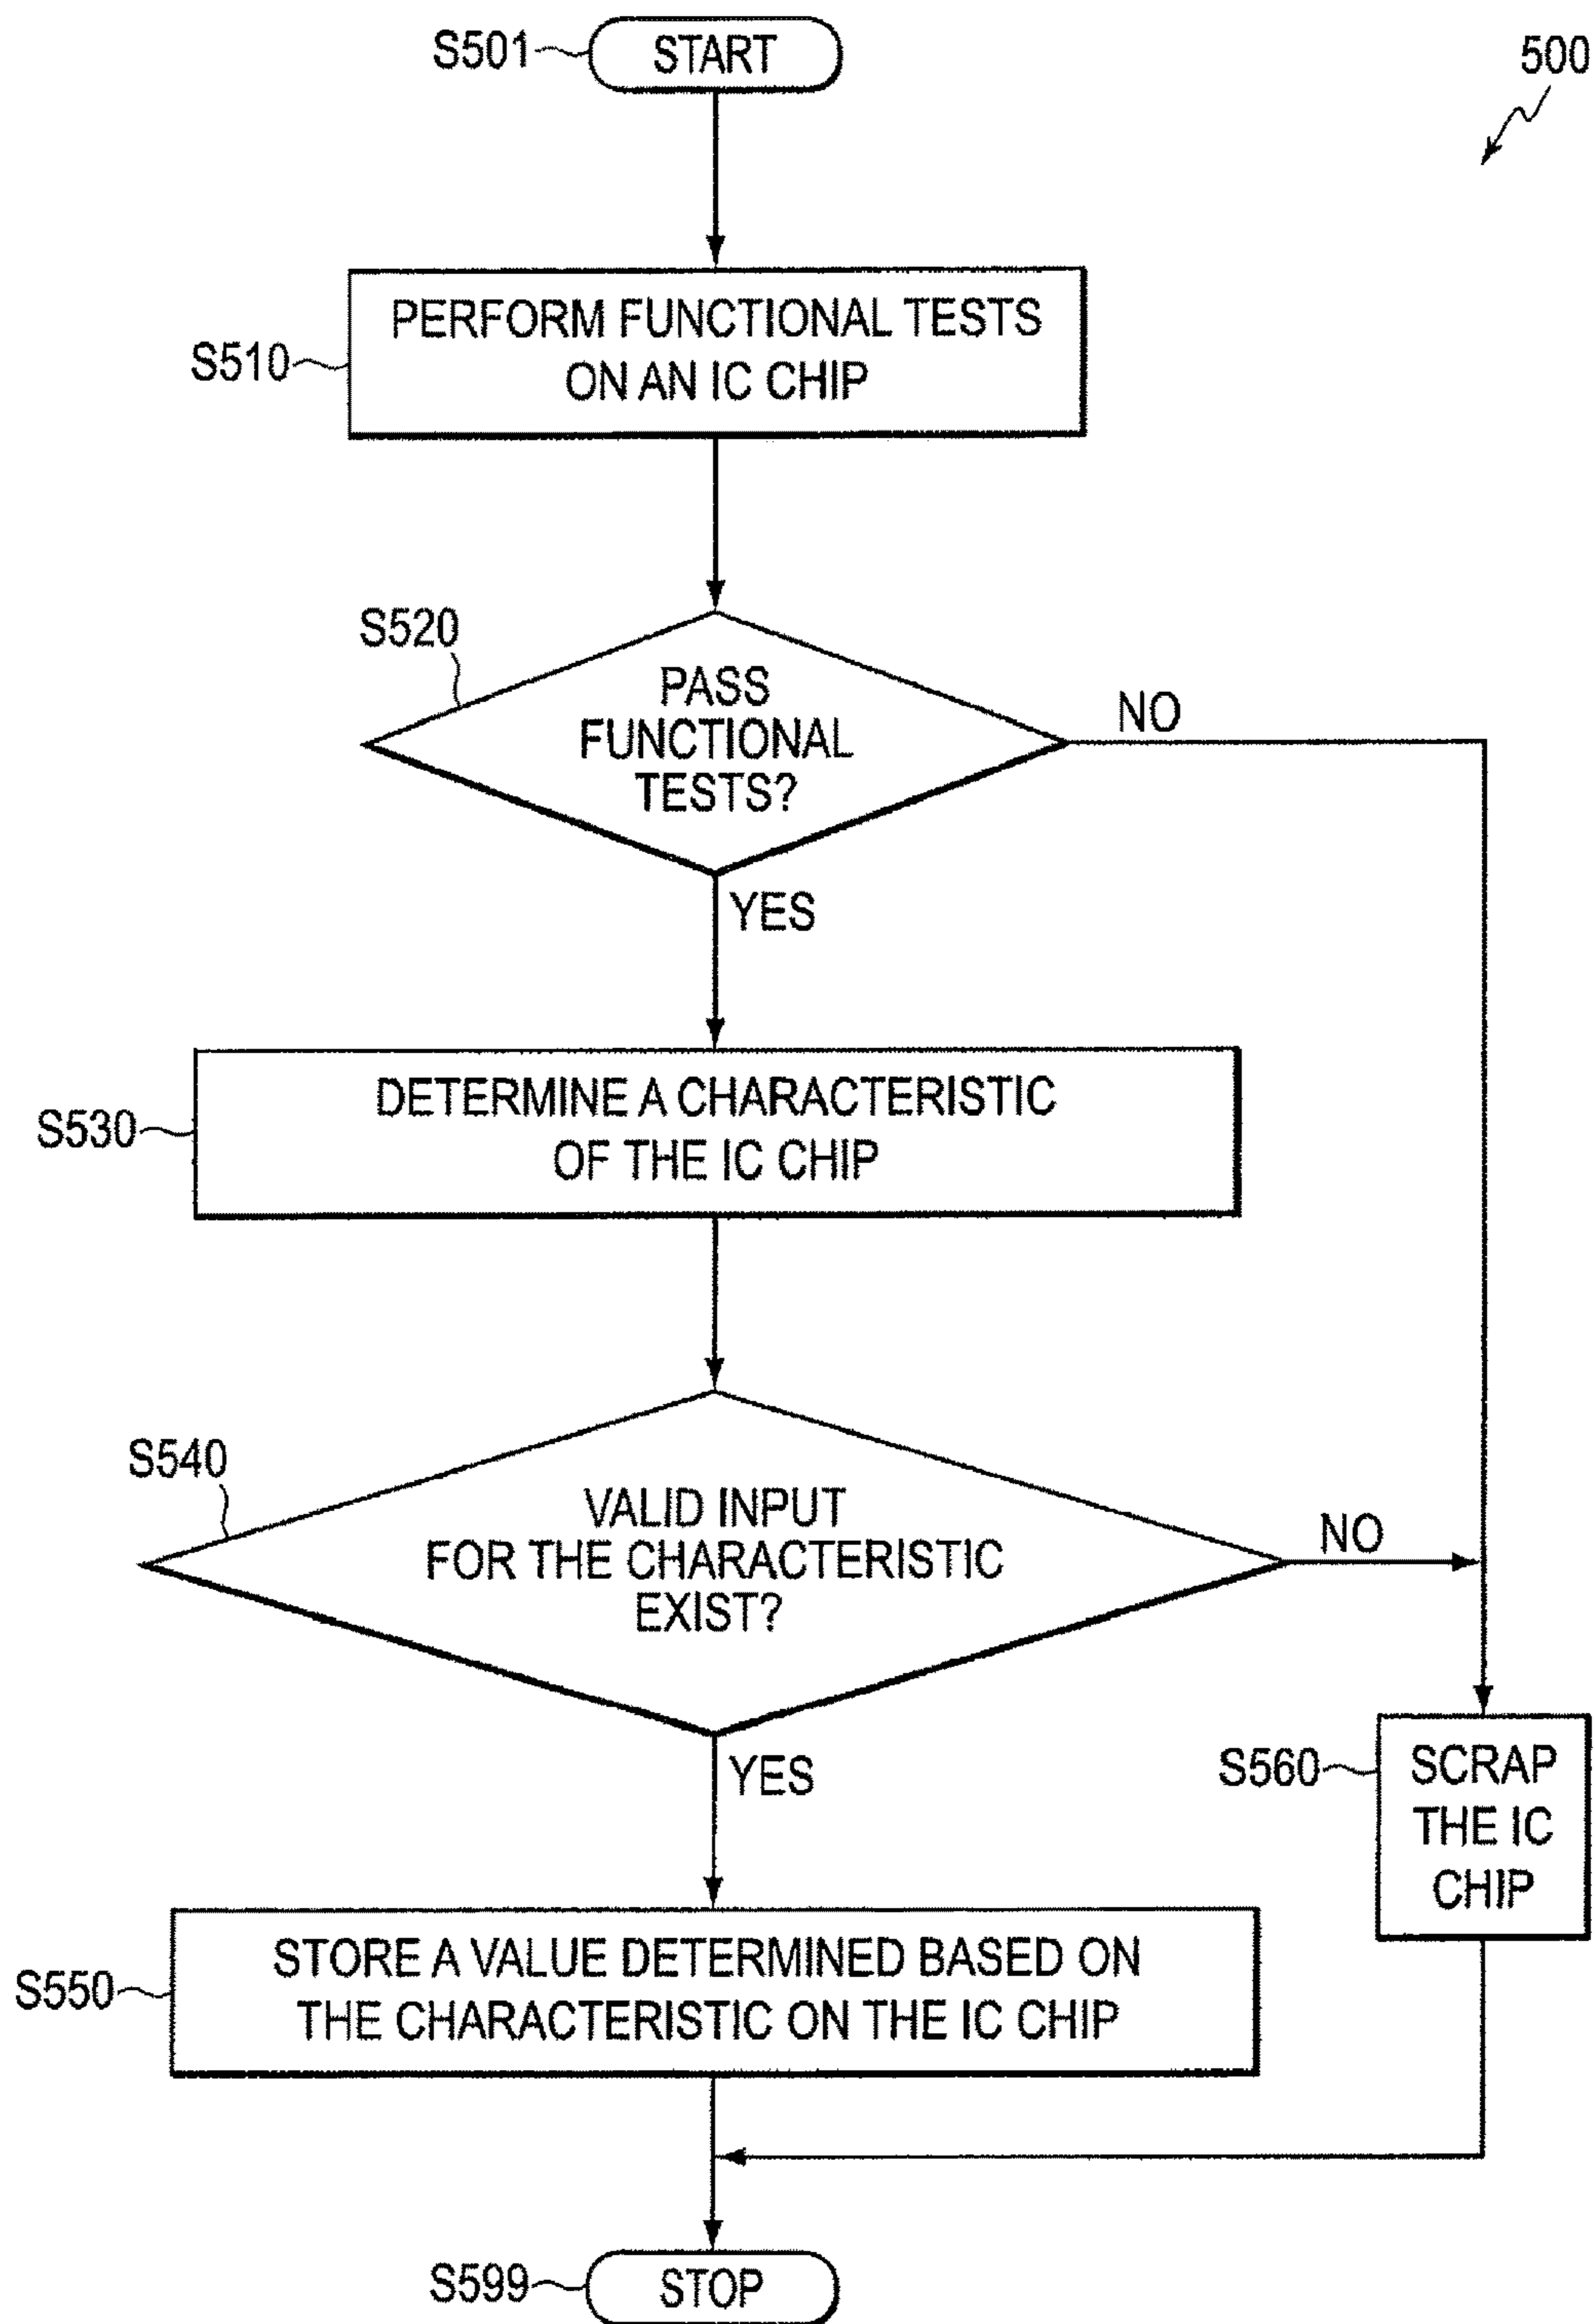 S501
START
500
S510
PERFORM FUNCTIONAL TESTS
ON AN IC CHIP
S520
PASS
FUNCTIONAL
TESTS?
NO
YES
S530
DETERMINE A CHARACTERISTIC
OF THE IC CHIP
S540
VALID INPUT
FOR THE CHARACTERISTIC
EXIST?
NO
YES
S560
SCRAP
THE IC
CHIP
S550
STORE A VALUE DETERMINED BASED ON
THE CHARACTERISTIC ON THE IC CHIP
S599
STOP